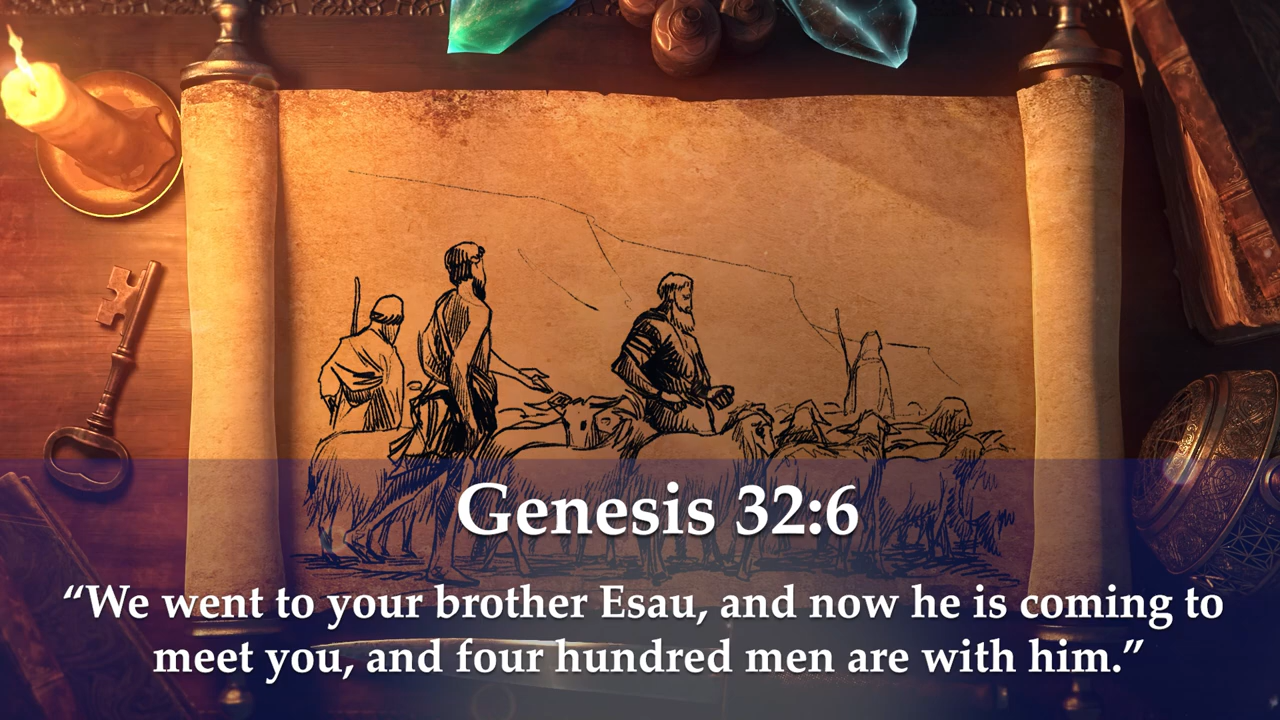 Genesis 32:6
“We went to your brother Esau, and now he is coming to
meet you, and four hundred men are with him.”